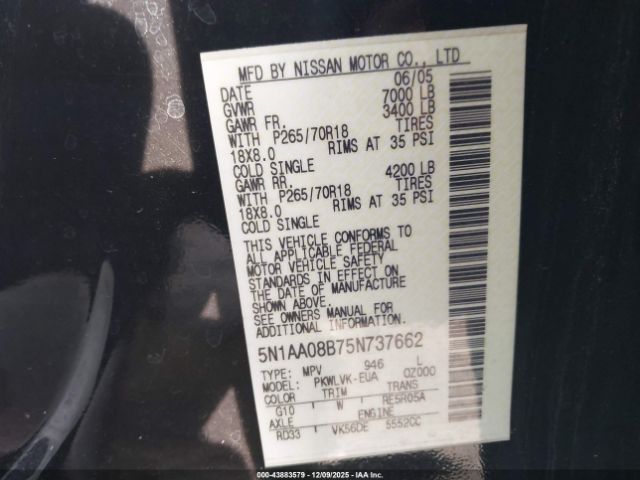 MFD BY NISSAN MOTOR CO., LTD
DATE 06/05
GVWR 7000 LB
GAWR FR. 3400 LB
WITH P265/70R18 TIRES
18X8.0 RIMS AT 35 PSI
COLD SINGLE
GAWR RR. 4200 LB
WITH P265/70R18 TIRES
18X8.0 RIMS AT 35 PSI
COLD SINGLE
THIS VEHICLE CONFORMS TO
ALL APPLICABLE FEDERAL
MOTOR VEHICLE SAFETY
STANDARDS IN EFFECT ON
THE DATE OF MANUFACTURE
SHOWN ABOVE.
SEE OWNERS MANUAL FOR
ADDITIONAL INFORMATION
5N1AA08B75N737662
TYPE: MPV 946 L
MODEL: PKWLVK-EUA OZ000
COLOR TRIM TRANS
G10 W RE5R05A
AXLE ENGINE
RD33 VK56DE 5552CC
000-43883579 - 12/09/2025 - IAAI.COM